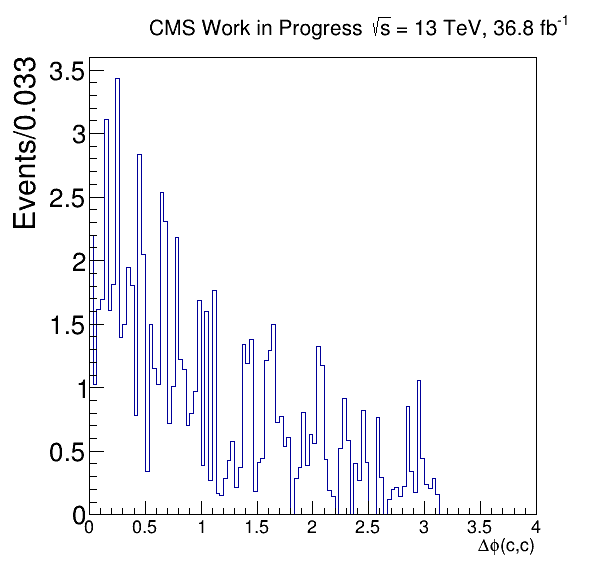 CMS Work in Progress √s = 13 TeV, 36.8 fb⁻¹
Events/0.033
3.5
3
2.5
2
1.5
1
0.5
0
0 0.5 1 1.5 2 2.5 3 3.5 4
Δϕ(c,c)